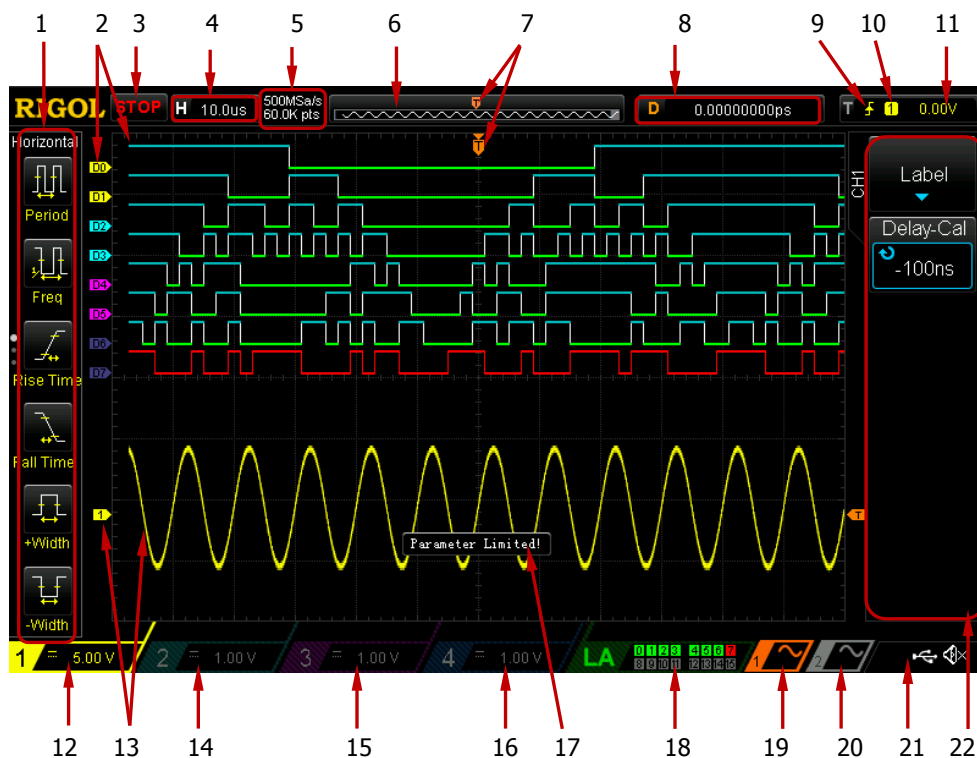 1 2 3 4 5 6 7 8 9 10 11
RIGOL STOP H 10.0us 500MSa/s 60.0K pts T D 0.00000000ps T 1 0.00V
Horizontal
T
CH1
Label
D0
D1
Period
D2
Delay-Cal
D3
-100ns
D4
Freq
D5
D6
D7
Rise Time
Fall Time
1
T
+Width
Parameter Limited!
-Width
1 5.00 V 2 1.00 V 3 1.00 V 4 1.00 V LA 0 1 2 3 4 5 6 7 1 2
8 9 10 11 12 13 14 15
12 13 14 15 16 17 18 19 20 21 22